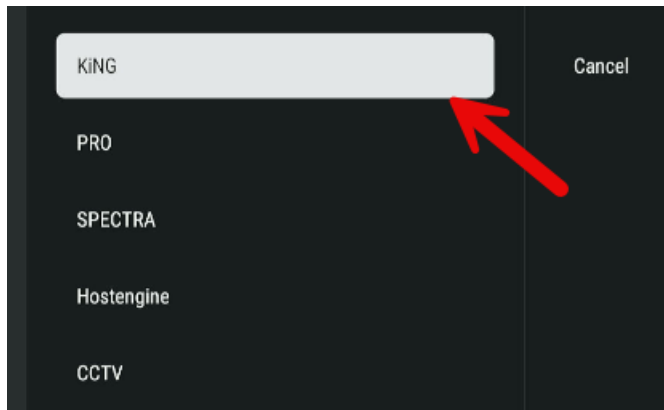 KiNG
Cancel
PRO
SPECTRA
Hostengine
CCTV